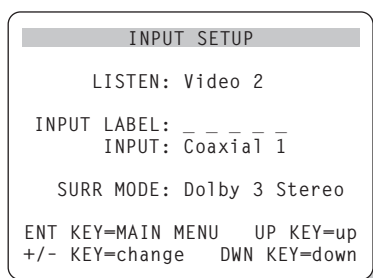 INPUT SETUP
LISTEN: Video 2
INPUT LABEL: _ _ _ _ _
INPUT: Coaxial 1
SURR MODE: Dolby 3 Stereo
ENT KEY=MAIN MENU UP KEY=up
+/- KEY=change DWN KEY=down